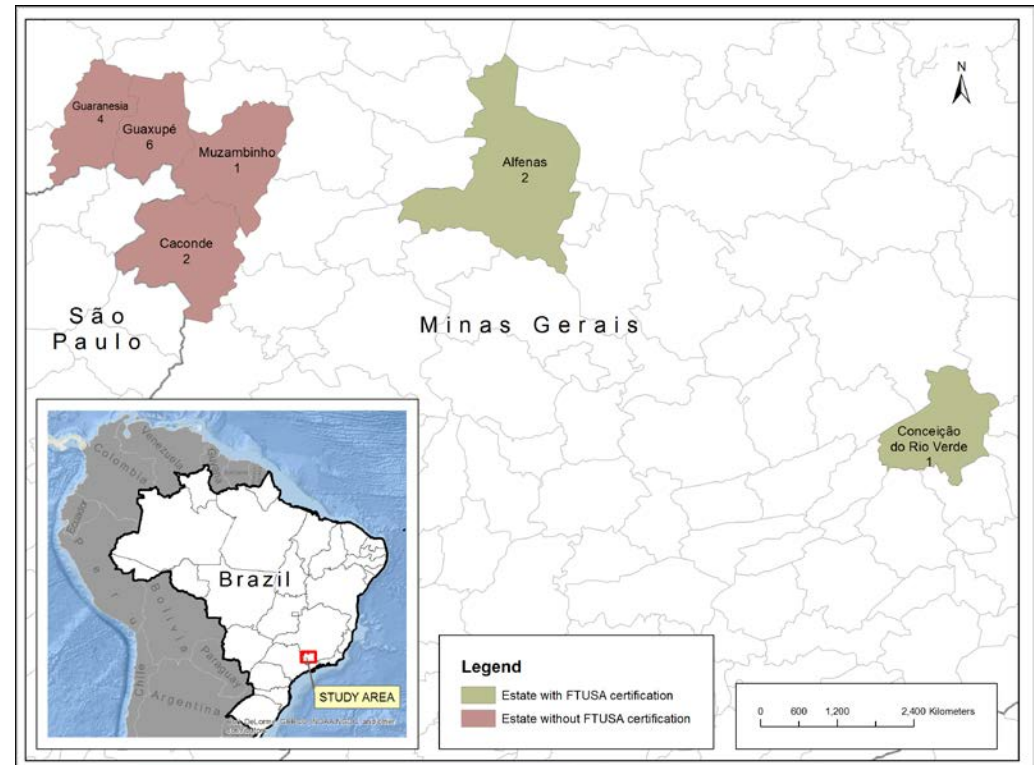 N
Guaranesia
4
Guaxupé
6
Muzambinho
1
Caconde
2
Alfenas
2
São
Paulo
Minas Gerais
Conceição
do Rio Verde
1
Venezuela
Colombia
Ecuador
Peru
Brazil
Bolivia
Paraguay
Chile
Argentina
STUDY AREA
Legend
Estate with FTUSA certification
Estate without FTUSA certification
0 600 1,200 2,400 Kilometers